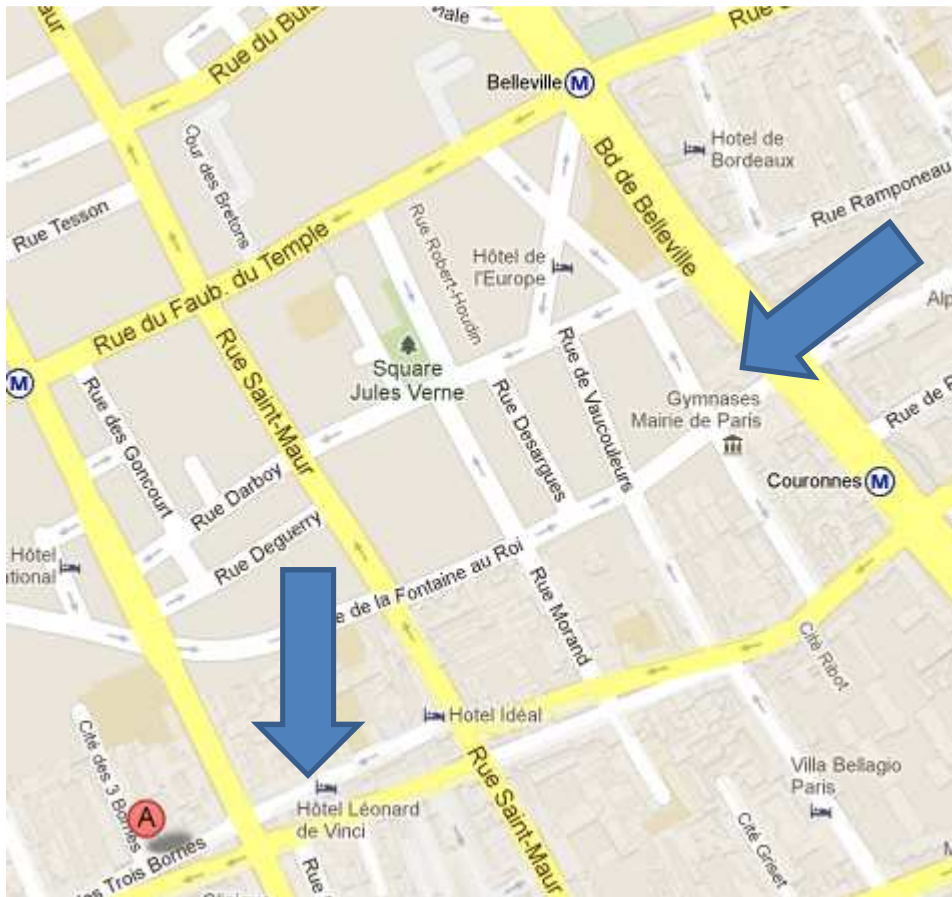 Rue du Buis
Belleville
M
Bd de Belleville
Hotel de
Bordeaux
Rue Ramponeau
Cour des Bretons
Rue Tesson
Rue du Faub. du Temple
Rue Robert-Houdin
Hôtel de
l'Europe
Square
Jules Verne
Rue Saint-Maur
M
Rue des Goncourt
Rue Desargues
Rue de Vaucouleurs
Gymnases
Mairie de Paris
Couronnes
M
Rue Darboy
Rue Deguerry
Hôtel
e de la Fontaine au Roi
Rue Morand
Cité Ribot
Hotel Idéal
Rue Saint-Maur
Hôtel Léonard
de Vinci
Villa Bellagio
Paris
Cité des 3 Bornes
A
Trois Bornes
Cité Griset